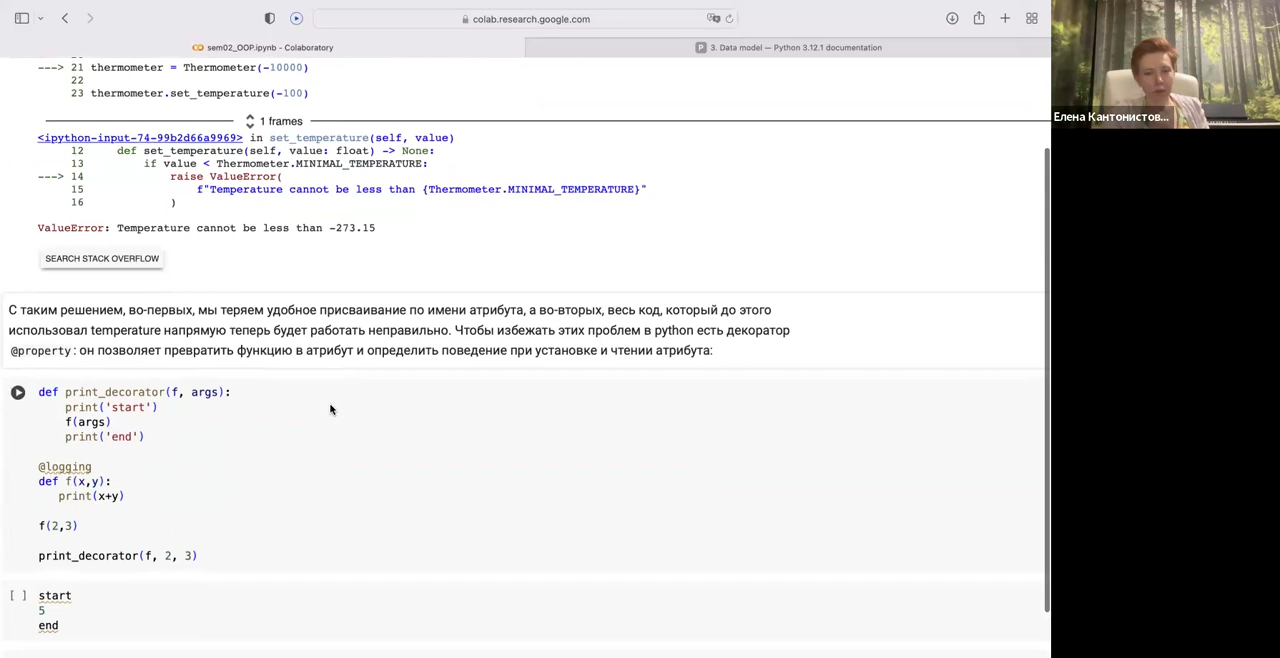 colab.research.google.com
sem02_OOP.ipynb - Colaboratory
P 3. Data model — Python 3.12.1 documentation
---> 21 thermometer = Thermometer(-10000)
22
23 thermometer.set_temperature(-100)
1 frames
<ipython-input-74-99b2d66a9969> in set_temperature(self, value)
12 def set_temperature(self, value: float) -> None:
13 if value < Thermometer.MINIMAL_TEMPERATURE:
---> 14 raise ValueError(
15 f"Temperature cannot be less than {Thermometer.MINIMAL_TEMPERATURE}"
16 )
ValueError: Temperature cannot be less than -273.15
SEARCH STACK OVERFLOW
С таким решением, во-первых, мы теряем удобное присваивание по имени атрибута, а во-вторых, весь код, который до этого
использовал temperature напрямую теперь будет работать неправильно. Чтобы избежать этих проблем в python есть декоратор
@property: он позволяет превратить функцию в атрибут и определить поведение при установке и чтении атрибута:
def print_decorator(f, args):
print('start')
f(args)
print('end')
@logging
def f(x,y):
print(x+y)
f(2,3)
print_decorator(f, 2, 3)
[ ] start
5
end
Елена Кантонистов...